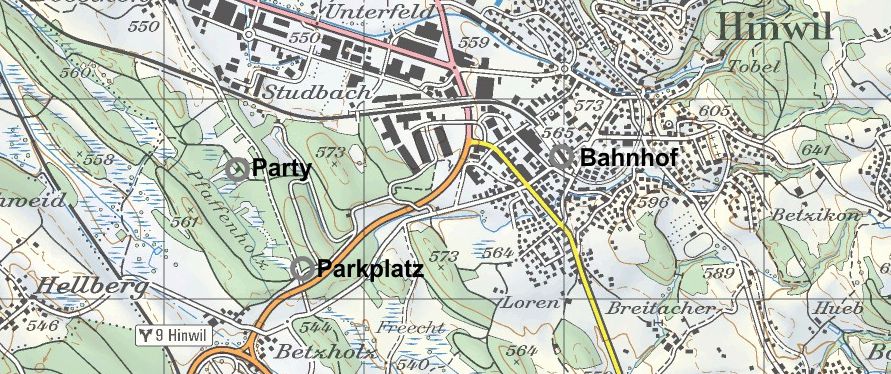 Unterfeld
Hinwil
550
550
559
560
Studbach
Tobel
573
605
565
558
573
Bahnhof
641
Party
Pfaffenholz
596
561
Betzikon
573
564
Parkplatz
589
Hellberg
Loren
Breitacher
Hueb
546
544
Freecht
9 Hinwil
Betzholz
540
564